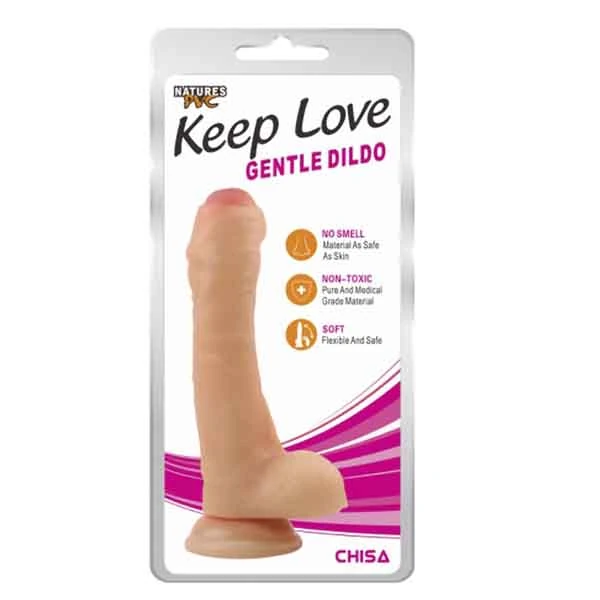 NATURES
PVC
Keep Love
GENTLE DILDO
NO SMELL
Material As Safe
As Skin
NON-TOXIC
Pure And Medical
Grade Material
SOFT
Flexible And Safe
CHISA